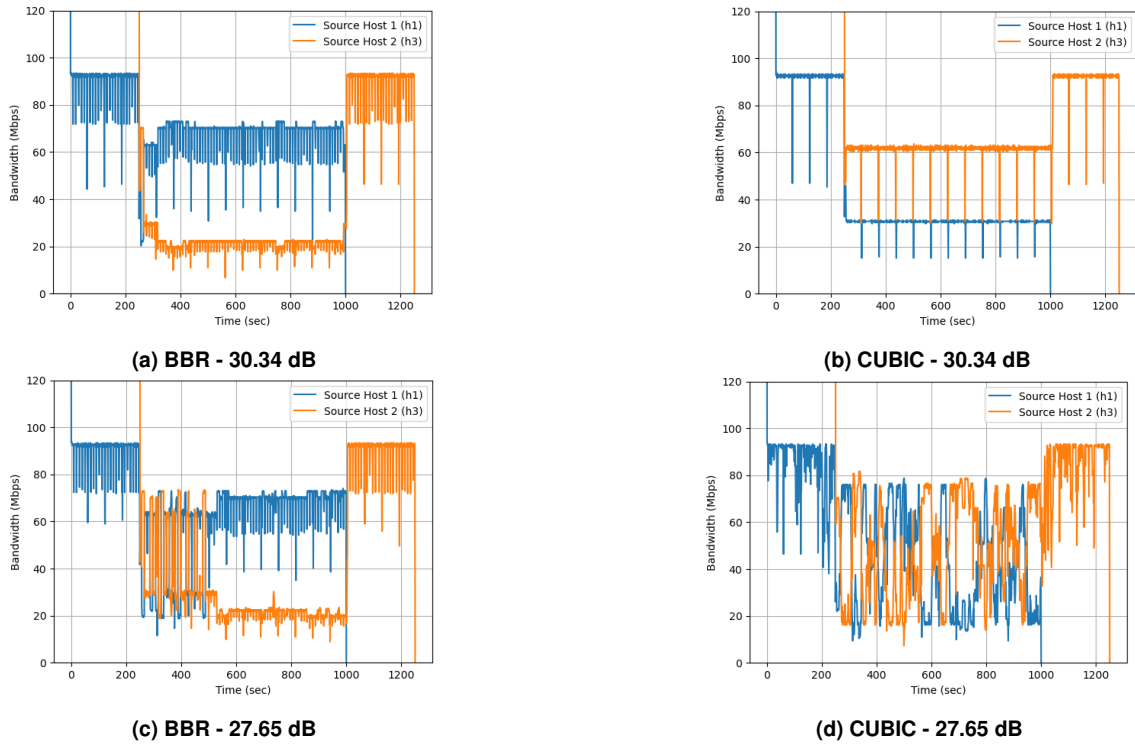 120
100
80
60
40
20
0
Bandwidth (Mbps)
Source Host 1 (h1)
Source Host 2 (h3)
0 200 400 600 800 1000 1200
Time (sec)
(a) BBR - 30.34 dB
120
100
80
60
40
20
0
Bandwidth (Mbps)
Source Host 1 (h1)
Source Host 2 (h3)
0 200 400 600 800 1000 1200
Time (sec)
(b) CUBIC - 30.34 dB
120
100
80
60
40
20
0
Bandwidth (Mbps)
Source Host 1 (h1)
Source Host 2 (h3)
0 200 400 600 800 1000 1200
Time (sec)
(c) BBR - 27.65 dB
120
100
80
60
40
20
0
Bandwidth (Mbps)
Source Host 1 (h1)
Source Host 2 (h3)
0 200 400 600 800 1000 1200
Time (sec)
(d) CUBIC - 27.65 dB